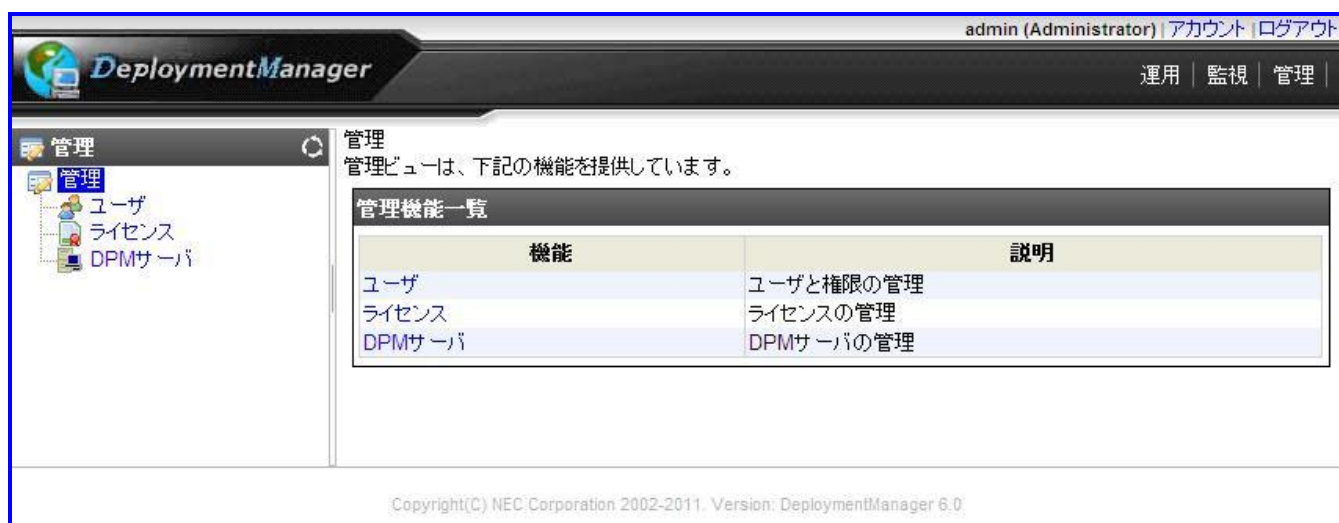 admin (Administrator) | アカウント | ログアウト
DeploymentManager
運用 | 監視 | 管理 |
管理
管理
ユーザ
ライセンス
DPMサーバ
管理
管理ビューは、下記の機能を提供しています。
管理機能一覧
機能 説明
ユーザ ユーザと権限の管理
ライセンス ライセンスの管理
DPMサーバ DPMサーバの管理
Copyright(C) NEC Corporation 2002-2011. Version: DeploymentManager 6.0